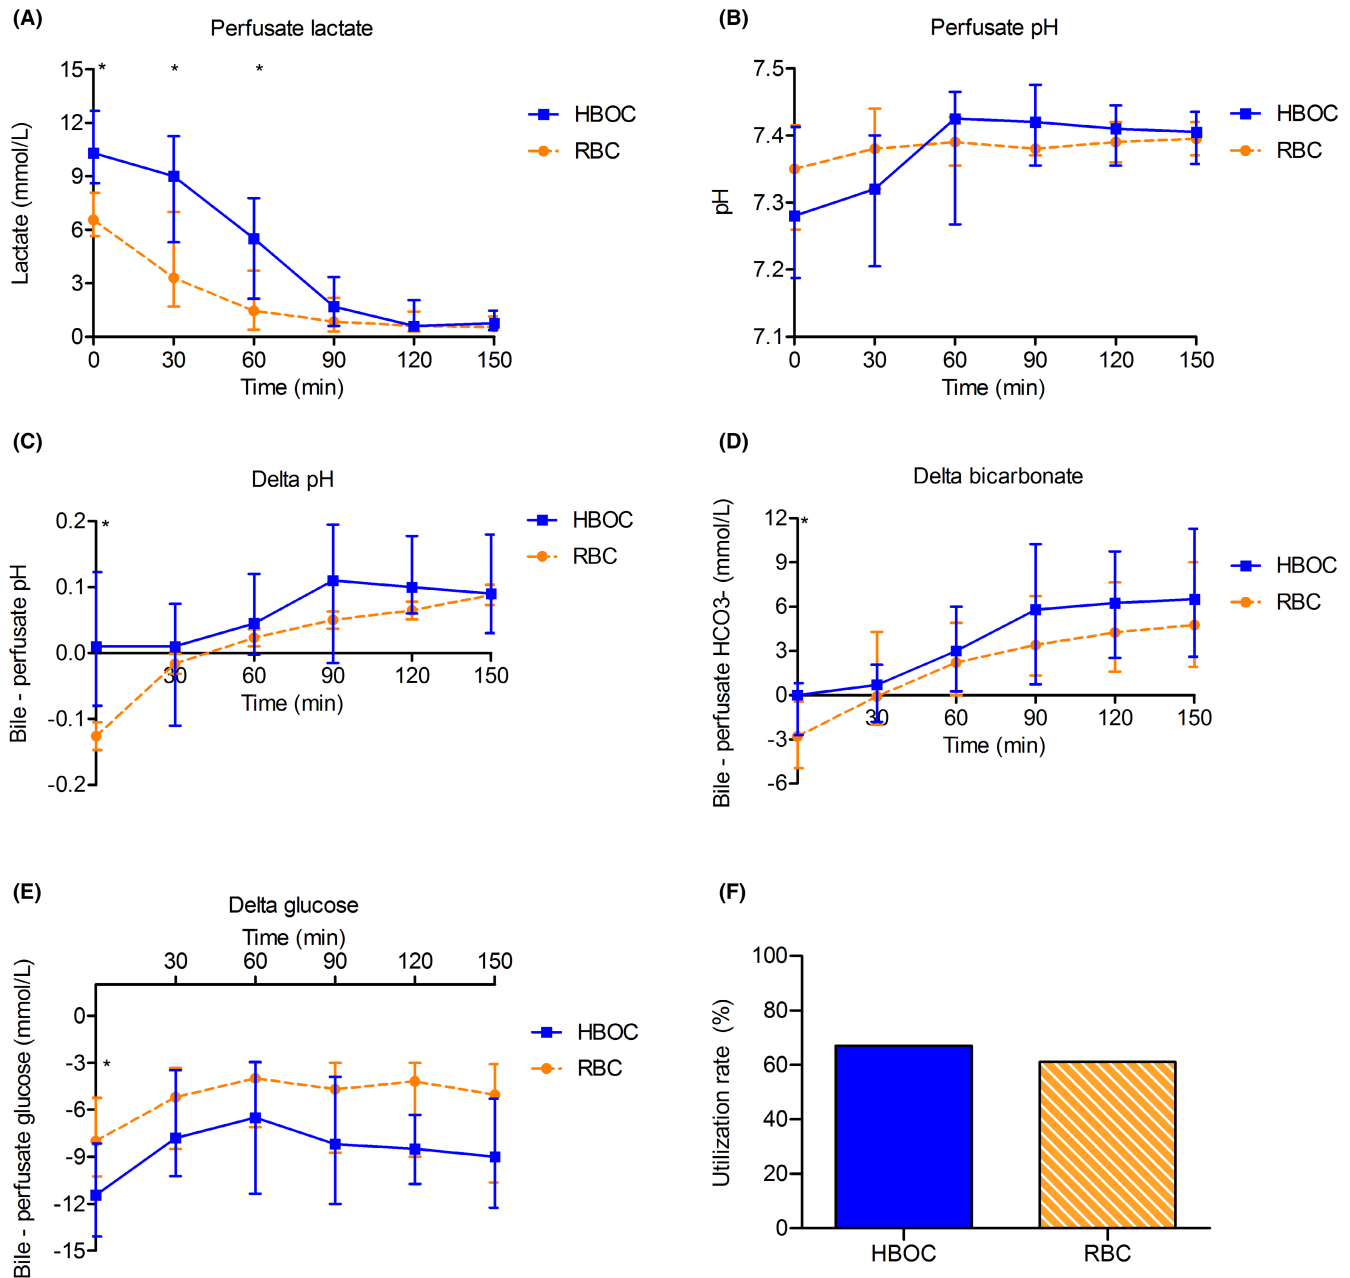 (A)
Perfusate lactate
Lactate (mmol/L)
15
12
9
6
3
0
* * *
0 30 60 90 120 150
Time (min)
HBOC
RBC
(B)
Perfusate pH
pH
7.5
7.4
7.3
7.2
7.1
0 30 60 90 120 150
Time (min)
HBOC
RBC
(C)
Delta pH
Bile - perfusate pH
0.2
0.1
0.0
-0.1
-0.2
*
30 60 90 120 150
Time (min)
HBOC
RBC
(D)
Delta bicarbonate
Bile - perfusate HCO3- (mmol/L)
12
9
6
3
0
-3
-6
*
30 60 90 120 150
Time (min)
HBOC
RBC
(E)
Delta glucose
Time (min)
30 60 90 120 150
Bile - perfusate glucose (mmol/L)
0
-3
-6
-9
-12
-15
*
HBOC
RBC
(F)
Utilization rate (%)
100
80
60
40
20
0
HBOC RBC